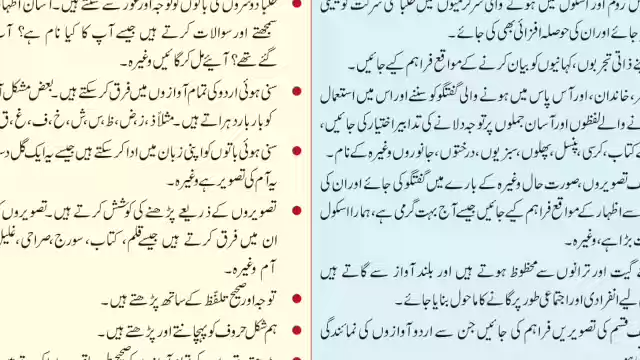 طلبا دوسروں کی باتوں کو توجہ اور غور سے سنتے ہیں۔ آسان
سمجھتے اور سوالات کرتے ہیں جیسے آپ کا کیا نام ہے؟
گئے تھے؟ آئیے مل کر گائیں وغیرہ۔
سنی ہوئی اردو کی تمام آوازوں میں فرق کر سکتے ہیں۔ بعض مشکل
کو بار بار دہراتے ہیں۔ مثلاً ذ، ز، ض، ظ، س، ش، خ، ف، غ، ق
سنی ہوئی باتوں کو اپنی زبان میں ادا کر سکتے ہیں جیسے یہ ایک گل
یہ آم کی تصویر ہے وغیرہ۔
تصویروں کے ذریعے پڑھنے کی کوشش کرتے ہیں۔ تصویروں
ان میں فرق کرتے ہیں جیسے قلم، کتاب، سورج، صراحی،
آم وغیرہ۔
توجہ اور صحیح تلفظ کے ساتھ پڑھتے ہیں۔
ہم شکل حروف کو پہچانتے اور پڑھتے ہیں۔
روم اور اسکول میں ہونے والی سرگرمیوں میں طلبا کی شرکت کو یقینی
جائے اور ان کی حوصلہ افزائی بھی کی جائے۔
ذاتی تجربوں، کہانیوں کو بیان کرنے کے مواقع فراہم کیے جائیں۔
خاندان، اور آس پاس میں ہونے والی گفتگو کو سننے اور اس میں استعمال
والے لفظوں اور آسان جملوں پر توجہ دلانے کی تدابیر اختیار کی جائیں،
کتاب، کرسی، پنسل، پھلوں، سبزیوں، درختوں، جانوروں وغیرہ کے نام۔
تصویروں، صورت حال وغیرہ کے بارے میں گفتگو کی جائے اور ان کی
سے اظہار کے مواقع فراہم کیے جائیں جیسے آج بہت گرمی ہے، ہمارا اسکول
بڑا ہے، وغیرہ۔
گیت اور ترانوں سے محظوظ ہوتے ہیں اور بلند آواز سے گاتے ہیں
لیے انفرادی اور اجتماعی طور پر گانے کا ماحول بنایا جائے۔
قسم کی تصویریں فراہم کی جائیں جن سے اردو آوازوں کی نمائندگی